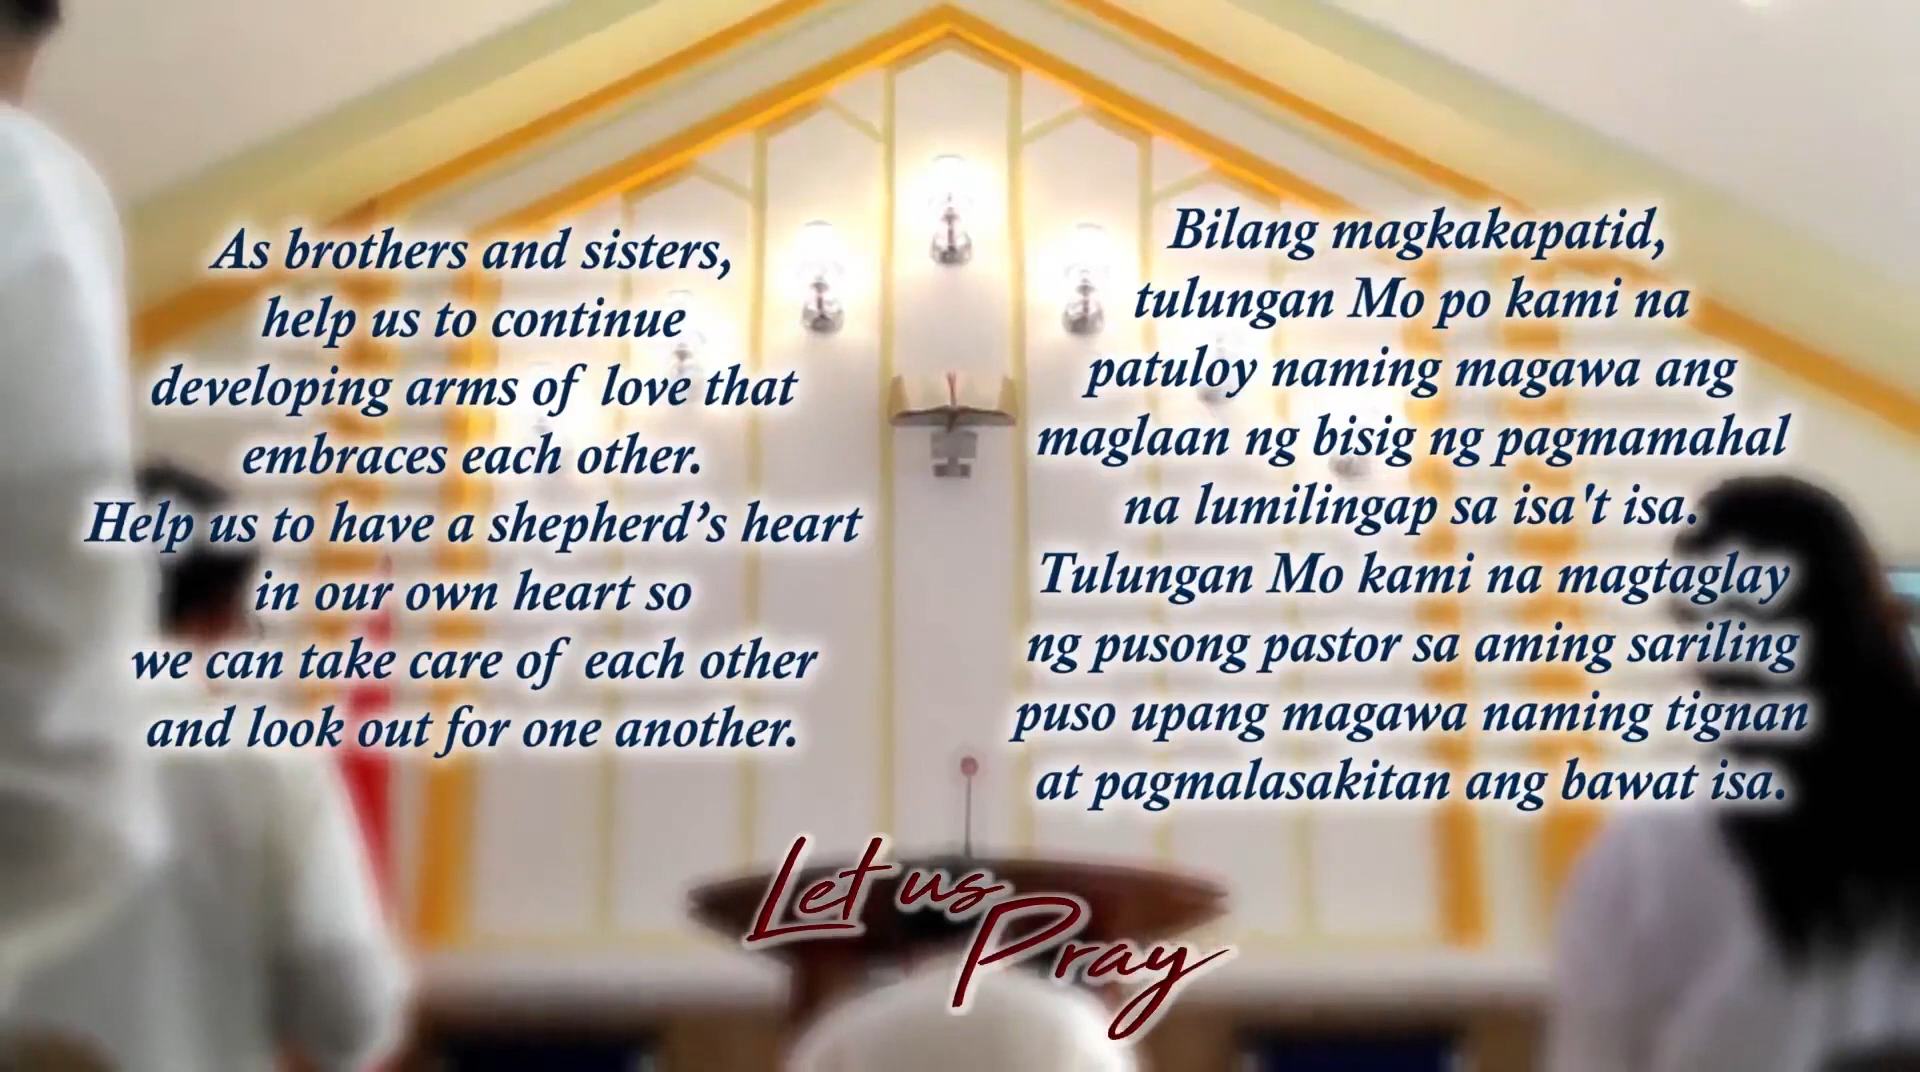 As brothers and sisters,
help us to continue
developing arms of love that
embraces each other.
Help us to have a shepherd’s heart
in our own heart so
we can take care of each other
and look out for one another.
Bilang magkakapatid,
tulungan Mo po kami na
patuloy naming magawa ang
maglaan ng bisig ng pagmamahal
na lumilingap sa isa't isa.
Tulungan Mo kami na magtaglay
ng pusong pastor sa aming sariling
puso upang magawa naming tignan
at pagmalasakitan ang bawat isa.
Let us
Pray